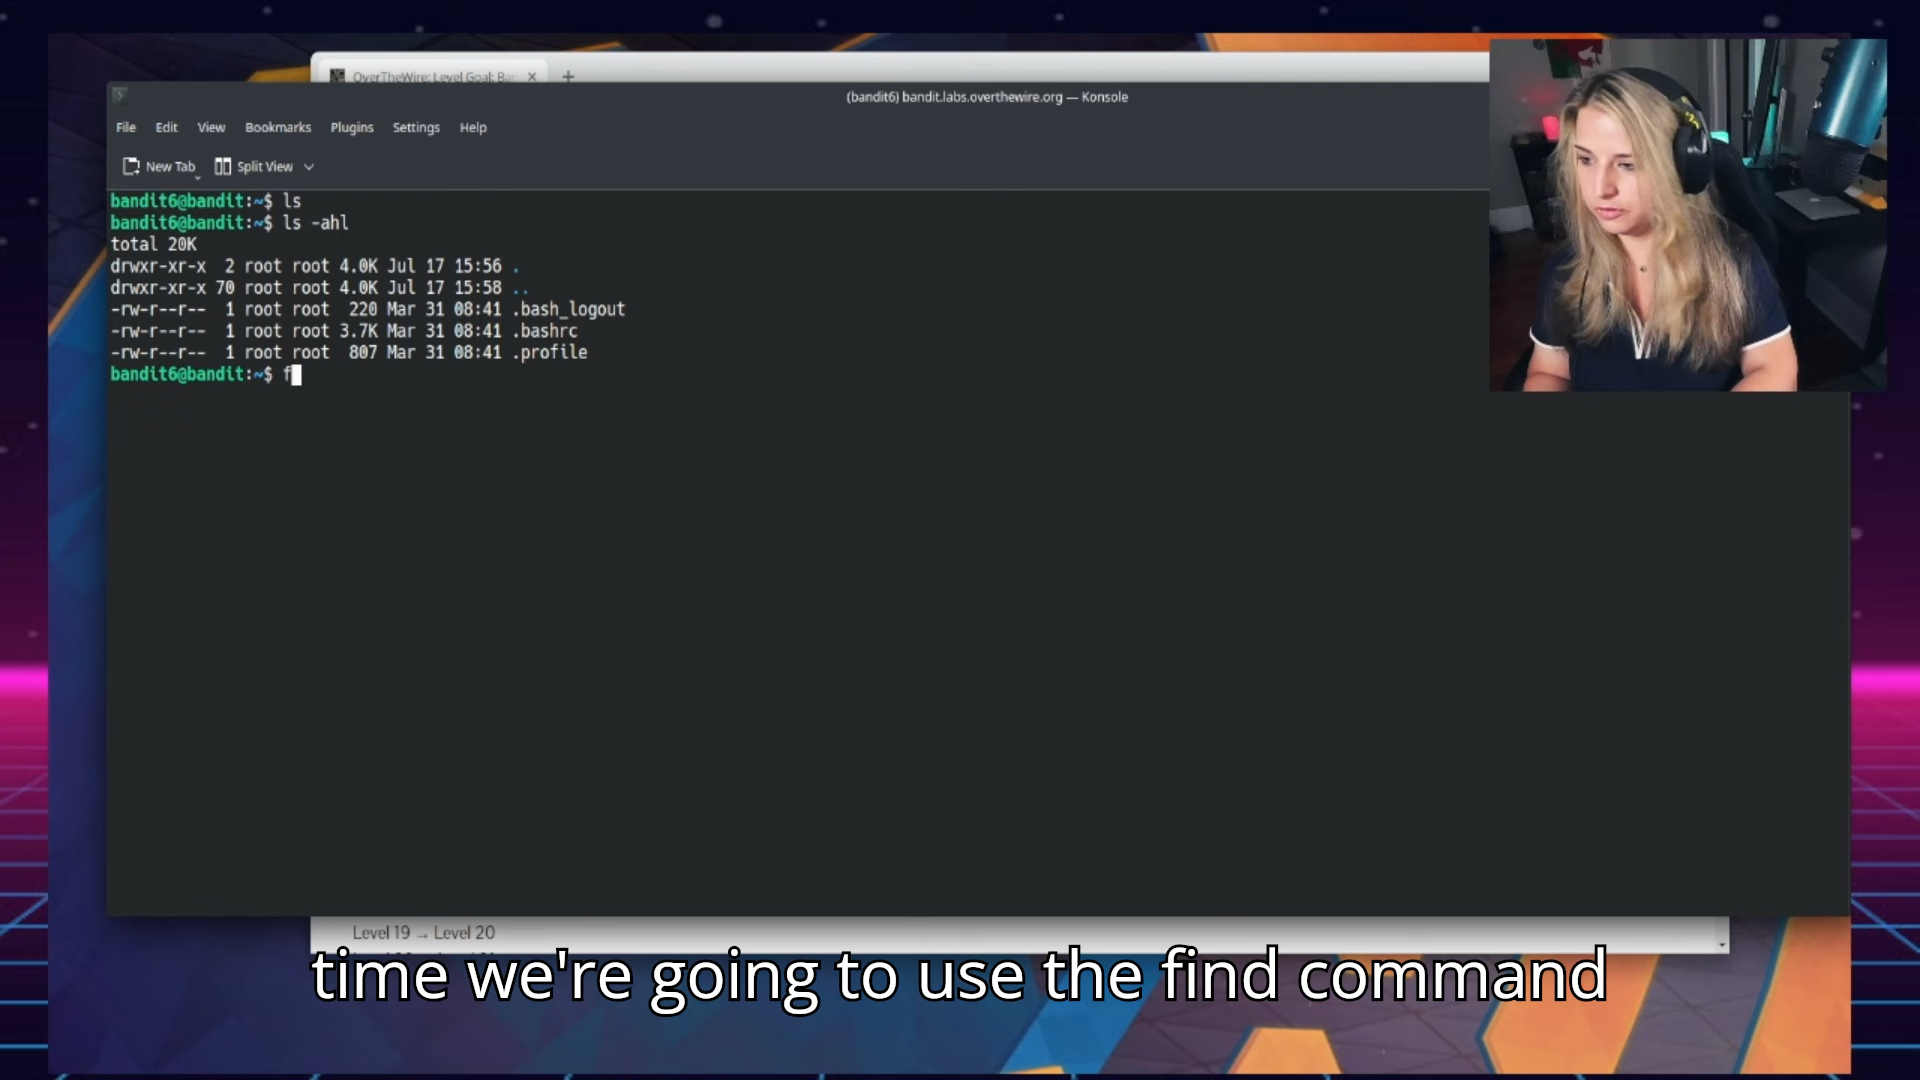 OverTheWire: Level Goal: Ban
(bandit6) bandit.labs.overthewire.org — Konsole
File Edit View Bookmarks Plugins Settings Help
New Tab Split View
bandit6@bandit:~$ ls
bandit6@bandit:~$ ls -ahl
total 20K
drwxr-xr-x  2 root root 4.0K Jul 17 15:56 .
drwxr-xr-x 70 root root 4.0K Jul 17 15:58 ..
-rw-r--r--  1 root root  220 Mar 31 08:41 .bash_logout
-rw-r--r--  1 root root 3.7K Mar 31 08:41 .bashrc
-rw-r--r--  1 root root  807 Mar 31 08:41 .profile
bandit6@bandit:~$ f
Level 19 → Level 20
time we're going to use the find command